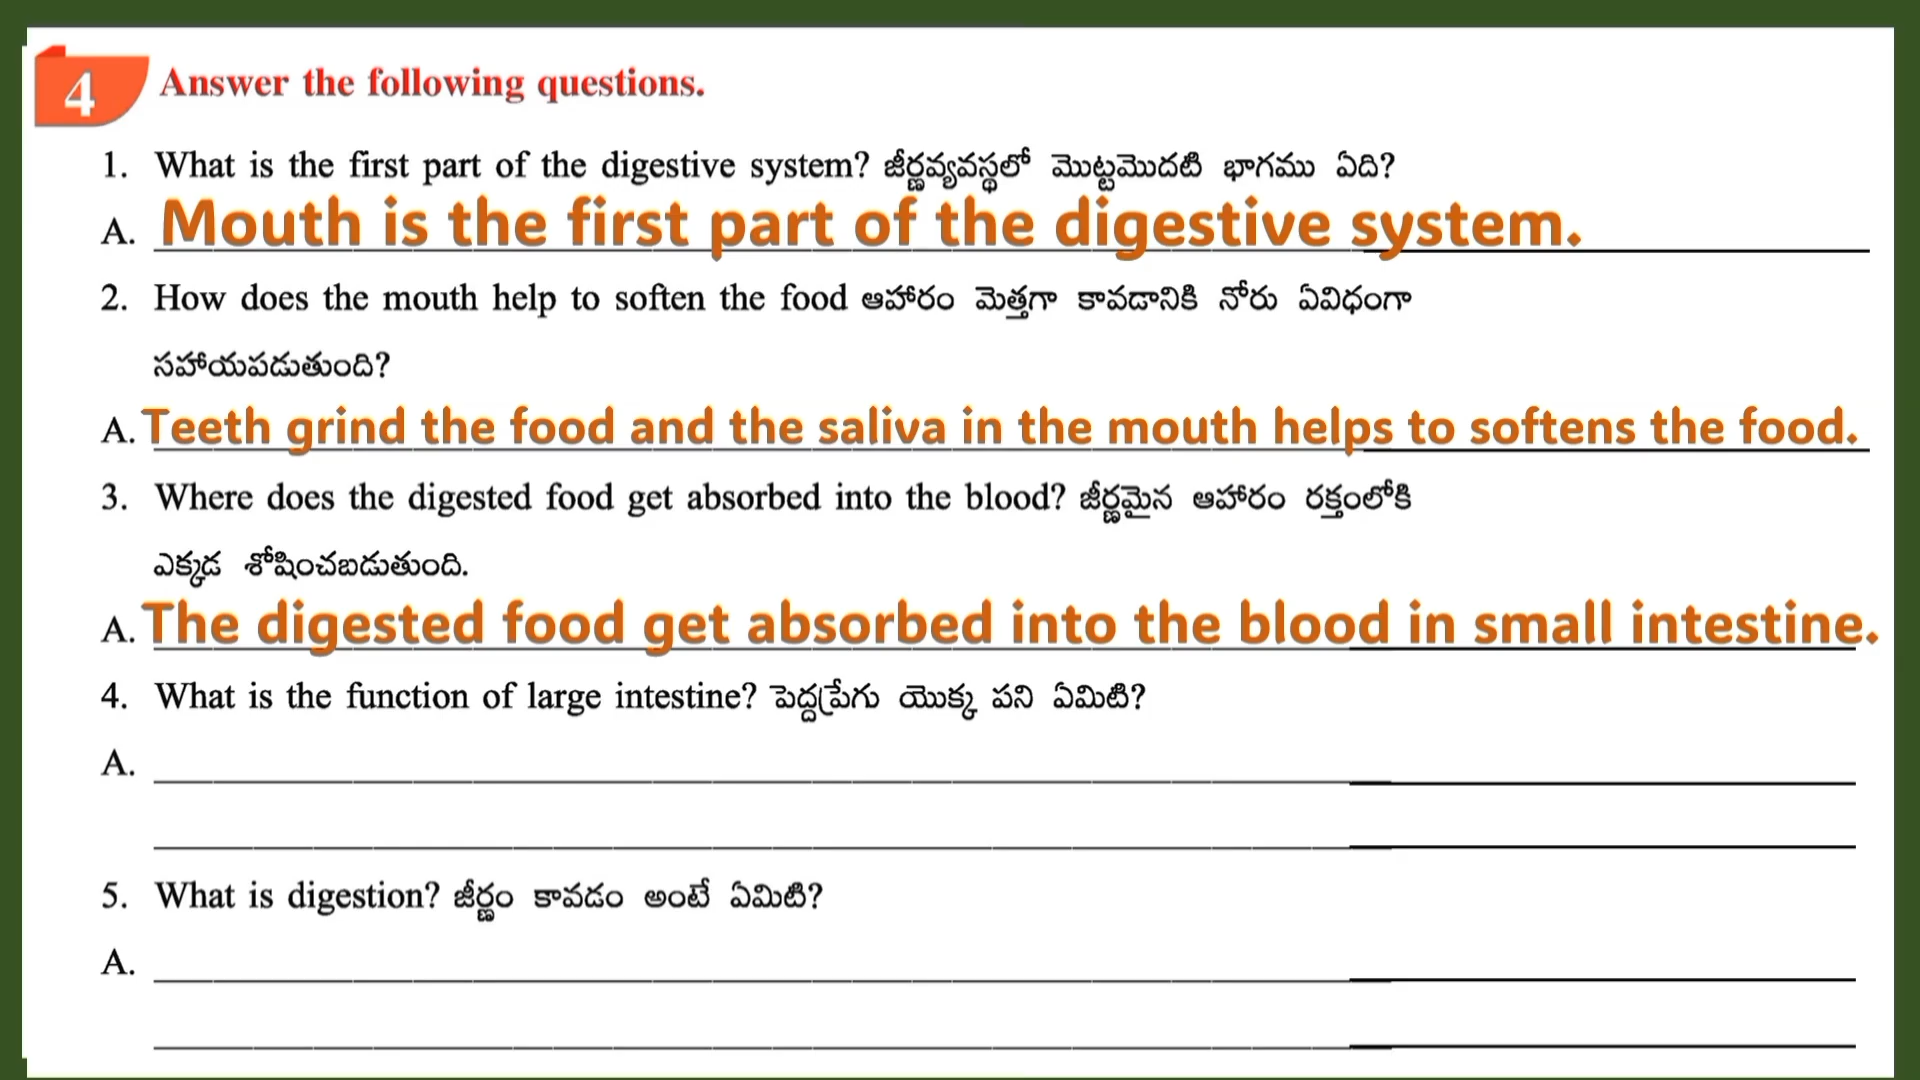 4 Answer the following questions.
1. What is the first part of the digestive system? జీర్ణవ్యవస్థలో మొట్టమొదటి భాగము ఏది?
A. Mouth is the first part of the digestive system.
2. How does the mouth help to soften the food ఆహారం మెత్తగా కావడానికి నోరు ఏవిధంగా
సహాయపడుతుంది?
A. Teeth grind the food and the saliva in the mouth helps to softens the food.
3. Where does the digested food get absorbed into the blood? జీర్ణమైన ఆహారం రక్తంలోకి
ఎక్కడ శోషించబడుతుంది.
A. The digested food get absorbed into the blood in small intestine.
4. What is the function of large intestine? పెద్దప్రేగు యొక్క పని ఏమిటి?
A.
5. What is digestion? జీర్ణం కావడం అంటే ఏమిటి?
A.